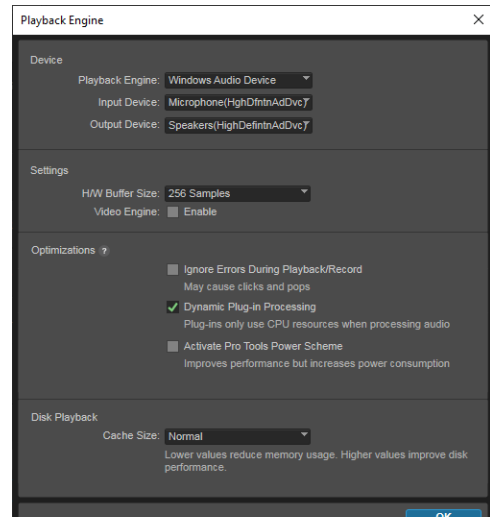 Playback Engine
Device
Playback Engine: Windows Audio Device
Input Device: Microphone(HghDfntnAdDvc)
Output Device: Speakers(HighDefintnAdDvc)
Settings
H/W Buffer Size: 256 Samples
Video Engine: Enable
Optimizations ?
Ignore Errors During Playback/Record
May cause clicks and pops
Dynamic Plug-in Processing
Plug-ins only use CPU resources when processing audio
Activate Pro Tools Power Scheme
Improves performance but increases power consumption
Disk Playback
Cache Size: Normal
Lower values reduce memory usage. Higher values improve disk
performance.
OK